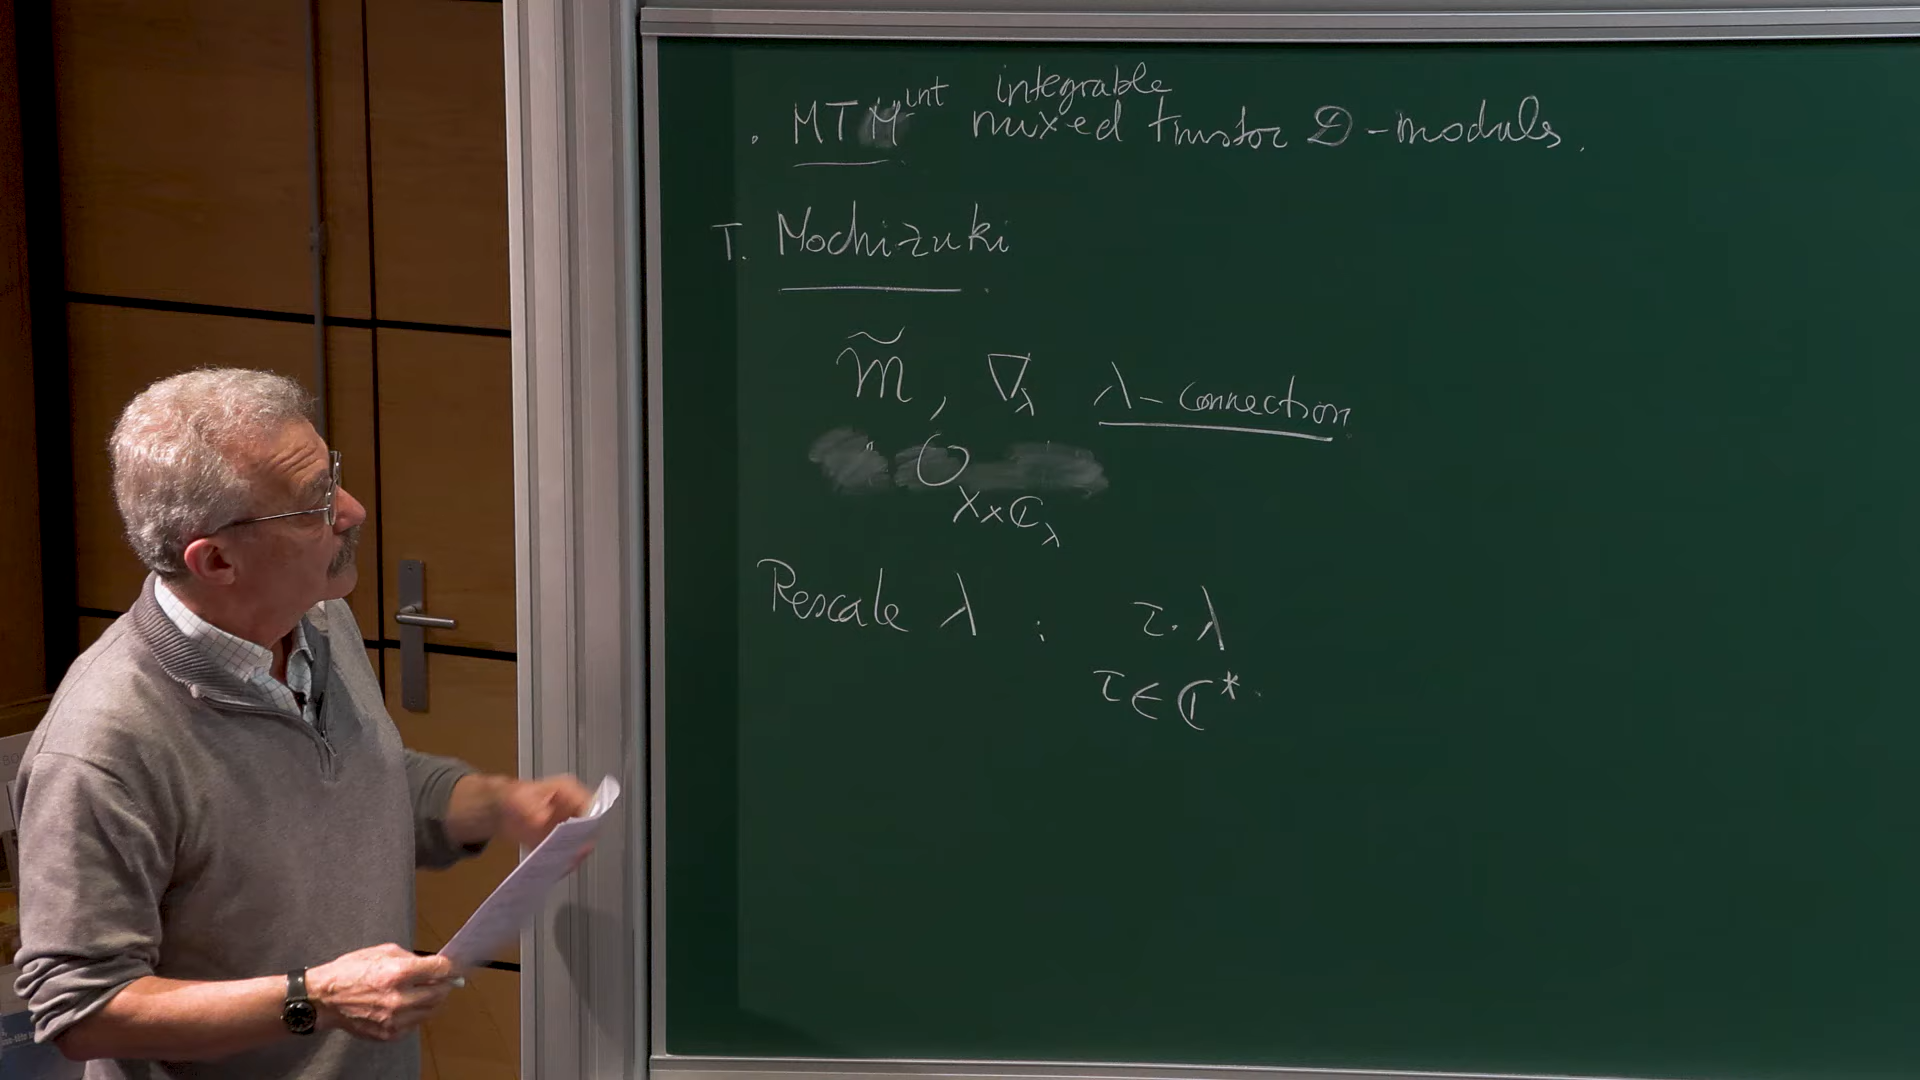 . MTM^int integrable
mixed twistor D-modules.
T. Mochizuki
m̃, ∇_λ λ-connection
O_{X×ℂ_λ}
Rescale λ : τ.λ
τ∈ℂ*